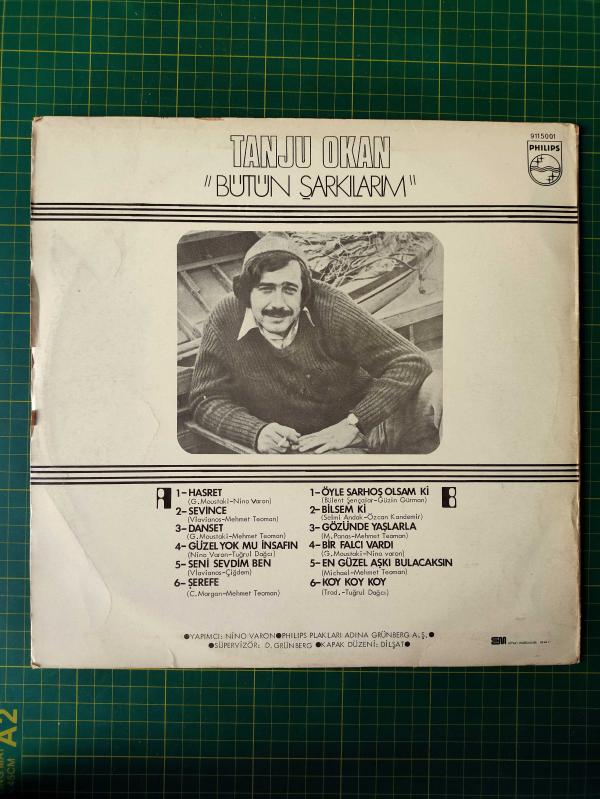 9115001
TANJU OKAN
PHILIPS
"BÜTÜN ŞARKILARIM"
A
1-HASRET
(G.Moustaki-Nino Varon)
2-SEVİNCE
(Vlavianos-Mehmet Teoman)
3-DANSET
(G.Moustaki-Mehmet Teoman)
4-GÜZEL YOK MU İNSAFIN
(Nino Varan-Tuğrul Dağcı)
5-SENİ SEVDİM BEN
(Vlavianos-Çiğdem)
6-ŞEREFE
(C.Morgan-Mehmet Teoman)
B
1-ÖYLE SARHOŞ OLSAM Kİ
(Bülent Şençalar-Güzin Gürman)
2-BİLSEM Kİ
(Selmi Andak-Özcan Kandemir)
3-GÖZÜNDE YAŞLARLA
(M.Panas-Mehmet Teoman)
4-BİR FALCI VARDI
(G.Moustaki-Nino varon)
5-EN GÜZEL AŞKI BULACAKSIN
(Michael-Mehmet Teoman)
6-KOY KOY KOY
(Trad.-Tuğrul Dağcı)
●YAPIMCI: NİNO VARON●PHILIPS PLAKLARI ADINA GRÜNBERG A.Ş.●
●SÜPERVİZÖR: D.GRÜNBERG ●KAPAK DÜZENİ: DİLŞAT●
SM
A2
45CM